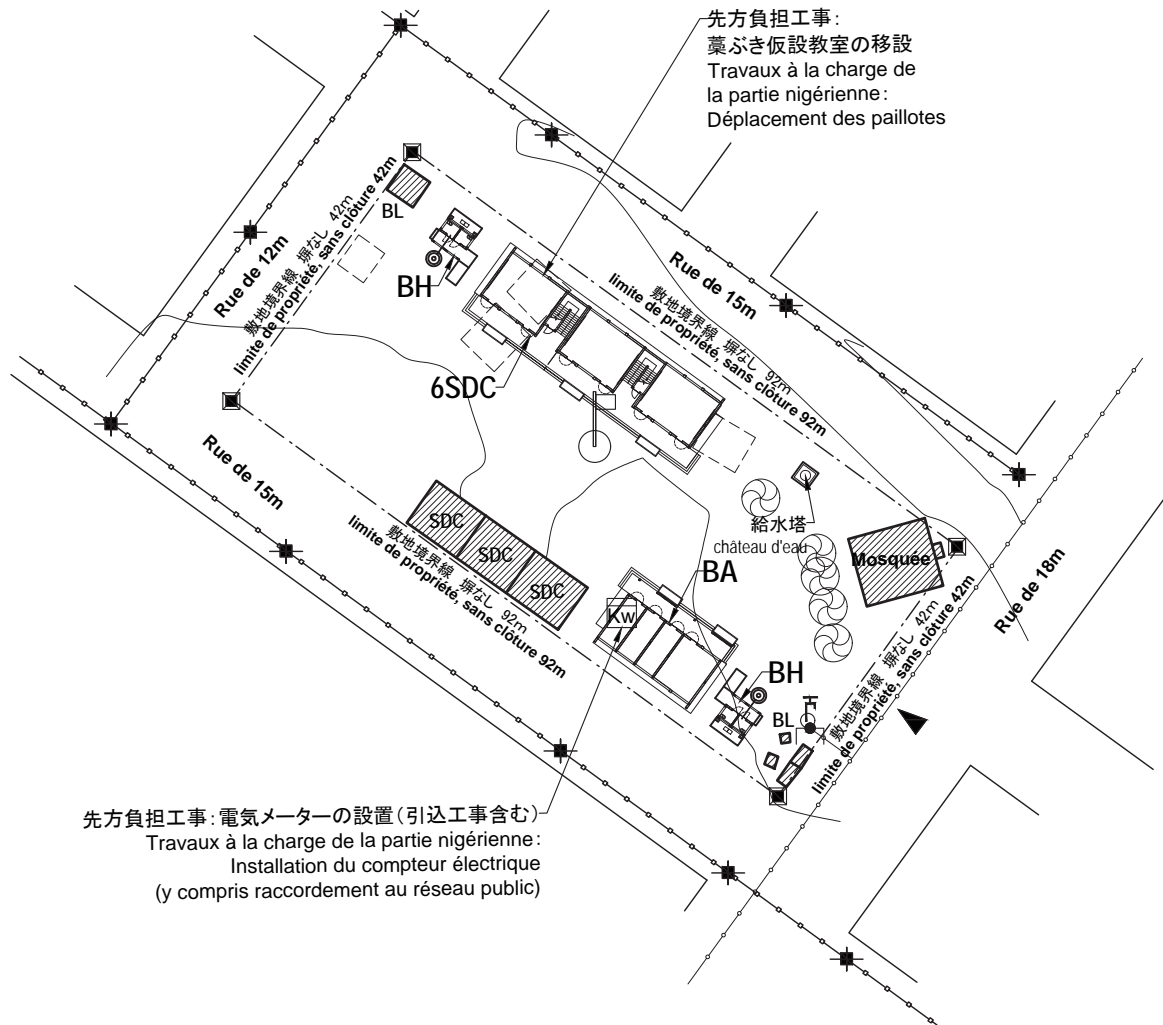 先方負担工事:
藁ぶき仮設教室の移設
Travaux à la charge de
la partie nigérienne:
Déplacement des paillotes
BL
BH
Rue de 12m
敷地境界線 塀なし 42m
limite de propriété, sans clôture 42m
Rue de 15m
敷地境界線 塀なし 92m
limite de propriété, sans clôture 92m
6SDC
Rue de 15m
敷地境界線 塀なし 92m
limite de propriété, sans clôture 92m
SDC
SDC
SDC
給水塔
château d'eau
Mosquée
BA
Kw
BH
BL
Rue de 18m
敷地境界線 塀なし 42m
limite de propriété, sans clôture 42m
先方負担工事:電気メーターの設置(引込工事含む)
Travaux à la charge de la partie nigérienne:
Installation du compteur électrique
(y compris raccordement au réseau public)